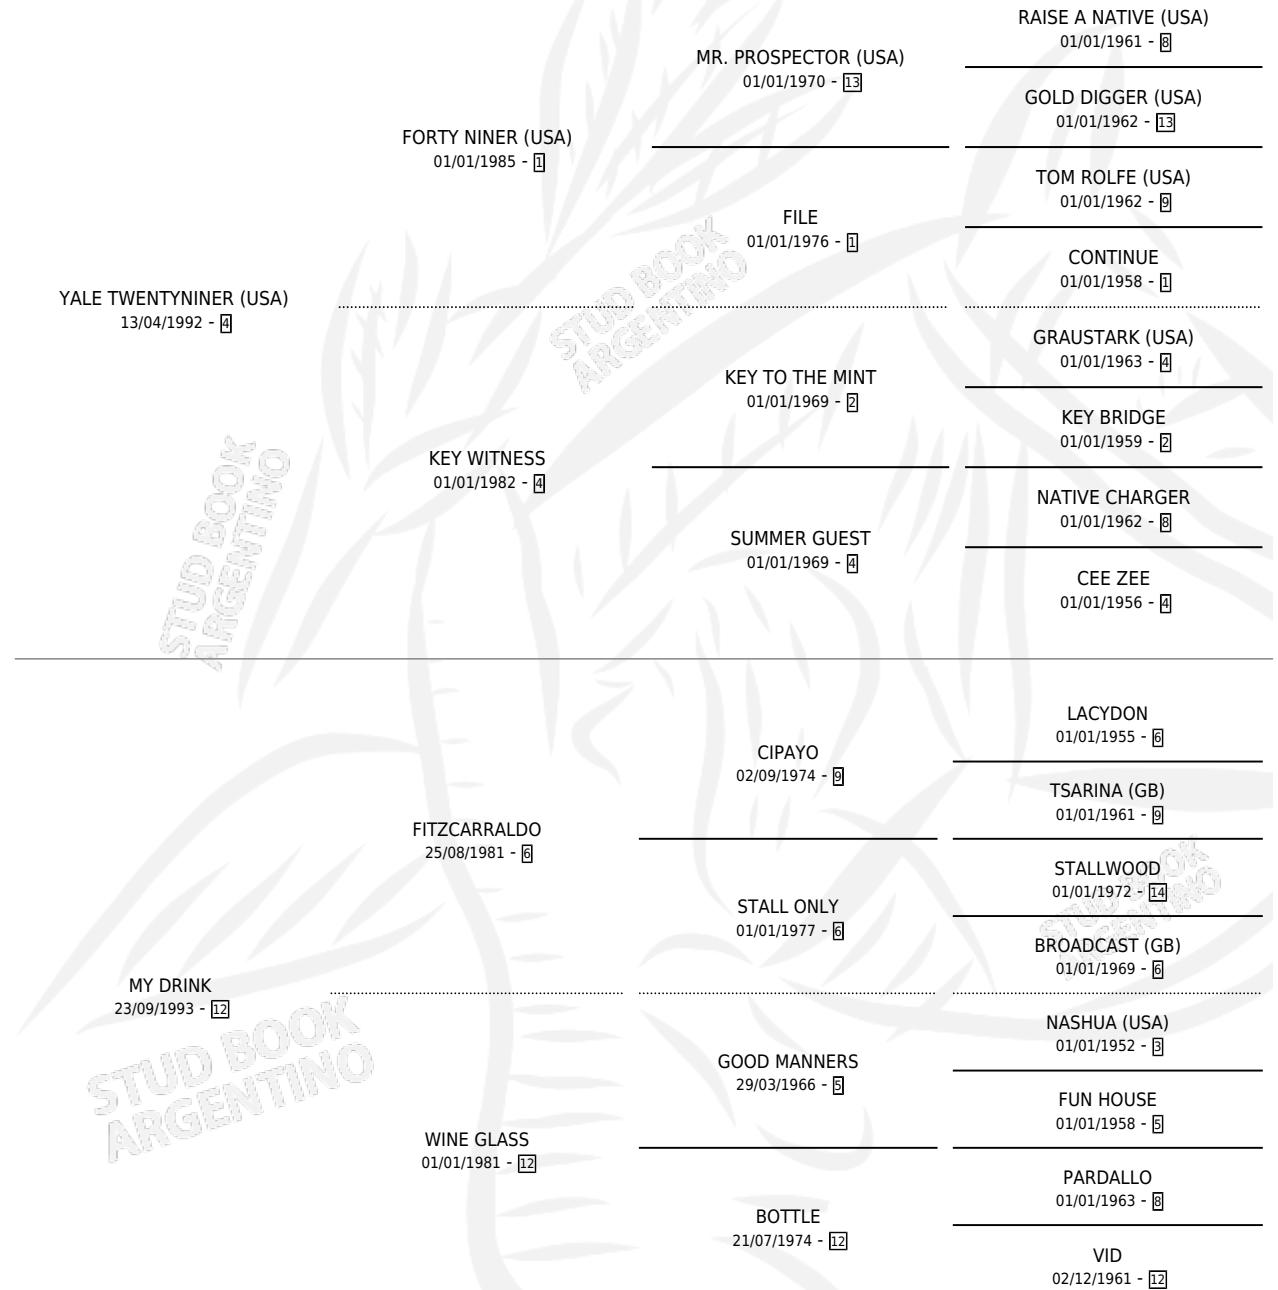 RAISE A NATIVE (USA)
01/01/1961 - 8
MR. PROSPECTOR (USA)
01/01/1970 - 13
GOLD DIGGER (USA)
01/01/1962 - 13
FORTY NINER (USA)
01/01/1985 - 1
TOM ROLFE (USA)
01/01/1962 - 9
FILE
01/01/1976 - 1
CONTINUE
01/01/1958 - 1
YALE TWENTYNINER (USA)
13/04/1992 - 4
GRAUSTARK (USA)
01/01/1963 - 4
KEY TO THE MINT
01/01/1969 - 2
KEY BRIDGE
01/01/1959 - 2
KEY WITNESS
01/01/1982 - 4
NATIVE CHARGER
01/01/1962 - 8
SUMMER GUEST
01/01/1969 - 4
CEE ZEE
01/01/1956 - 4
LACYDON
01/01/1955 - 6
CIPAYO
02/09/1974 - 9
TSARINA (GB)
01/01/1961 - 9
FITZCARRALDO
25/08/1981 - 6
STALLWOOD
01/01/1972 - 14
STALL ONLY
01/01/1977 - 6
BROADCAST (GB)
01/01/1969 - 6
MY DRINK
23/09/1993 - 12
NASHUA (USA)
01/01/1952 - 3
GOOD MANNERS
29/03/1966 - 5
FUN HOUSE
01/01/1958 - 5
WINE GLASS
01/01/1981 - 12
PARDALLO
01/01/1963 - 8
BOTTLE
21/07/1974 - 12
VID
02/12/1961 - 12
STUD BOOK
ARGENTINO
STUD BOOK
ARGENTINO
STUD BOOK
ARGENTINO
STUD BOOK
ARGENTINO